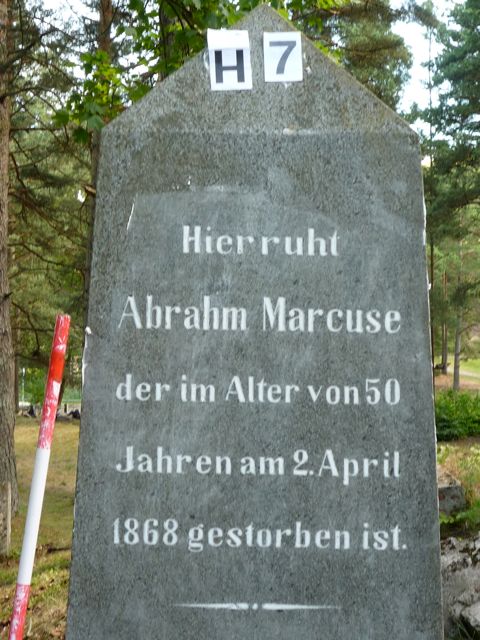 H 7
Hier ruht
Abrahm Marcuse
der im Alter von 50
Jahren am 2. April
1868 gestorben ist.